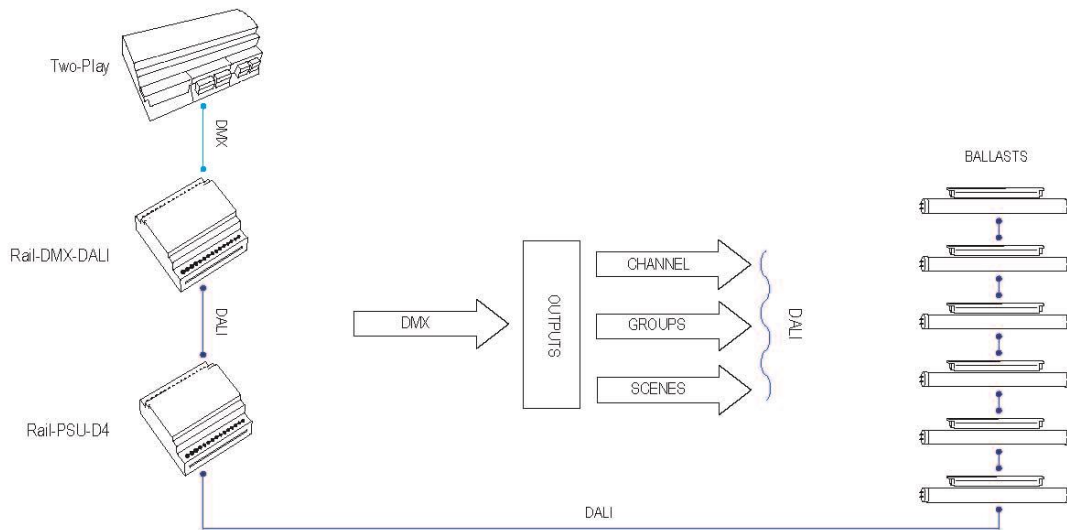 Two-Play
DMX
BALLASTS
Rail-DMX-DALI
DALI
Rail-PSU-D4
DMX
OUTPUTS
CHANNEL
GROUPS
SCENES
DALI
DALI